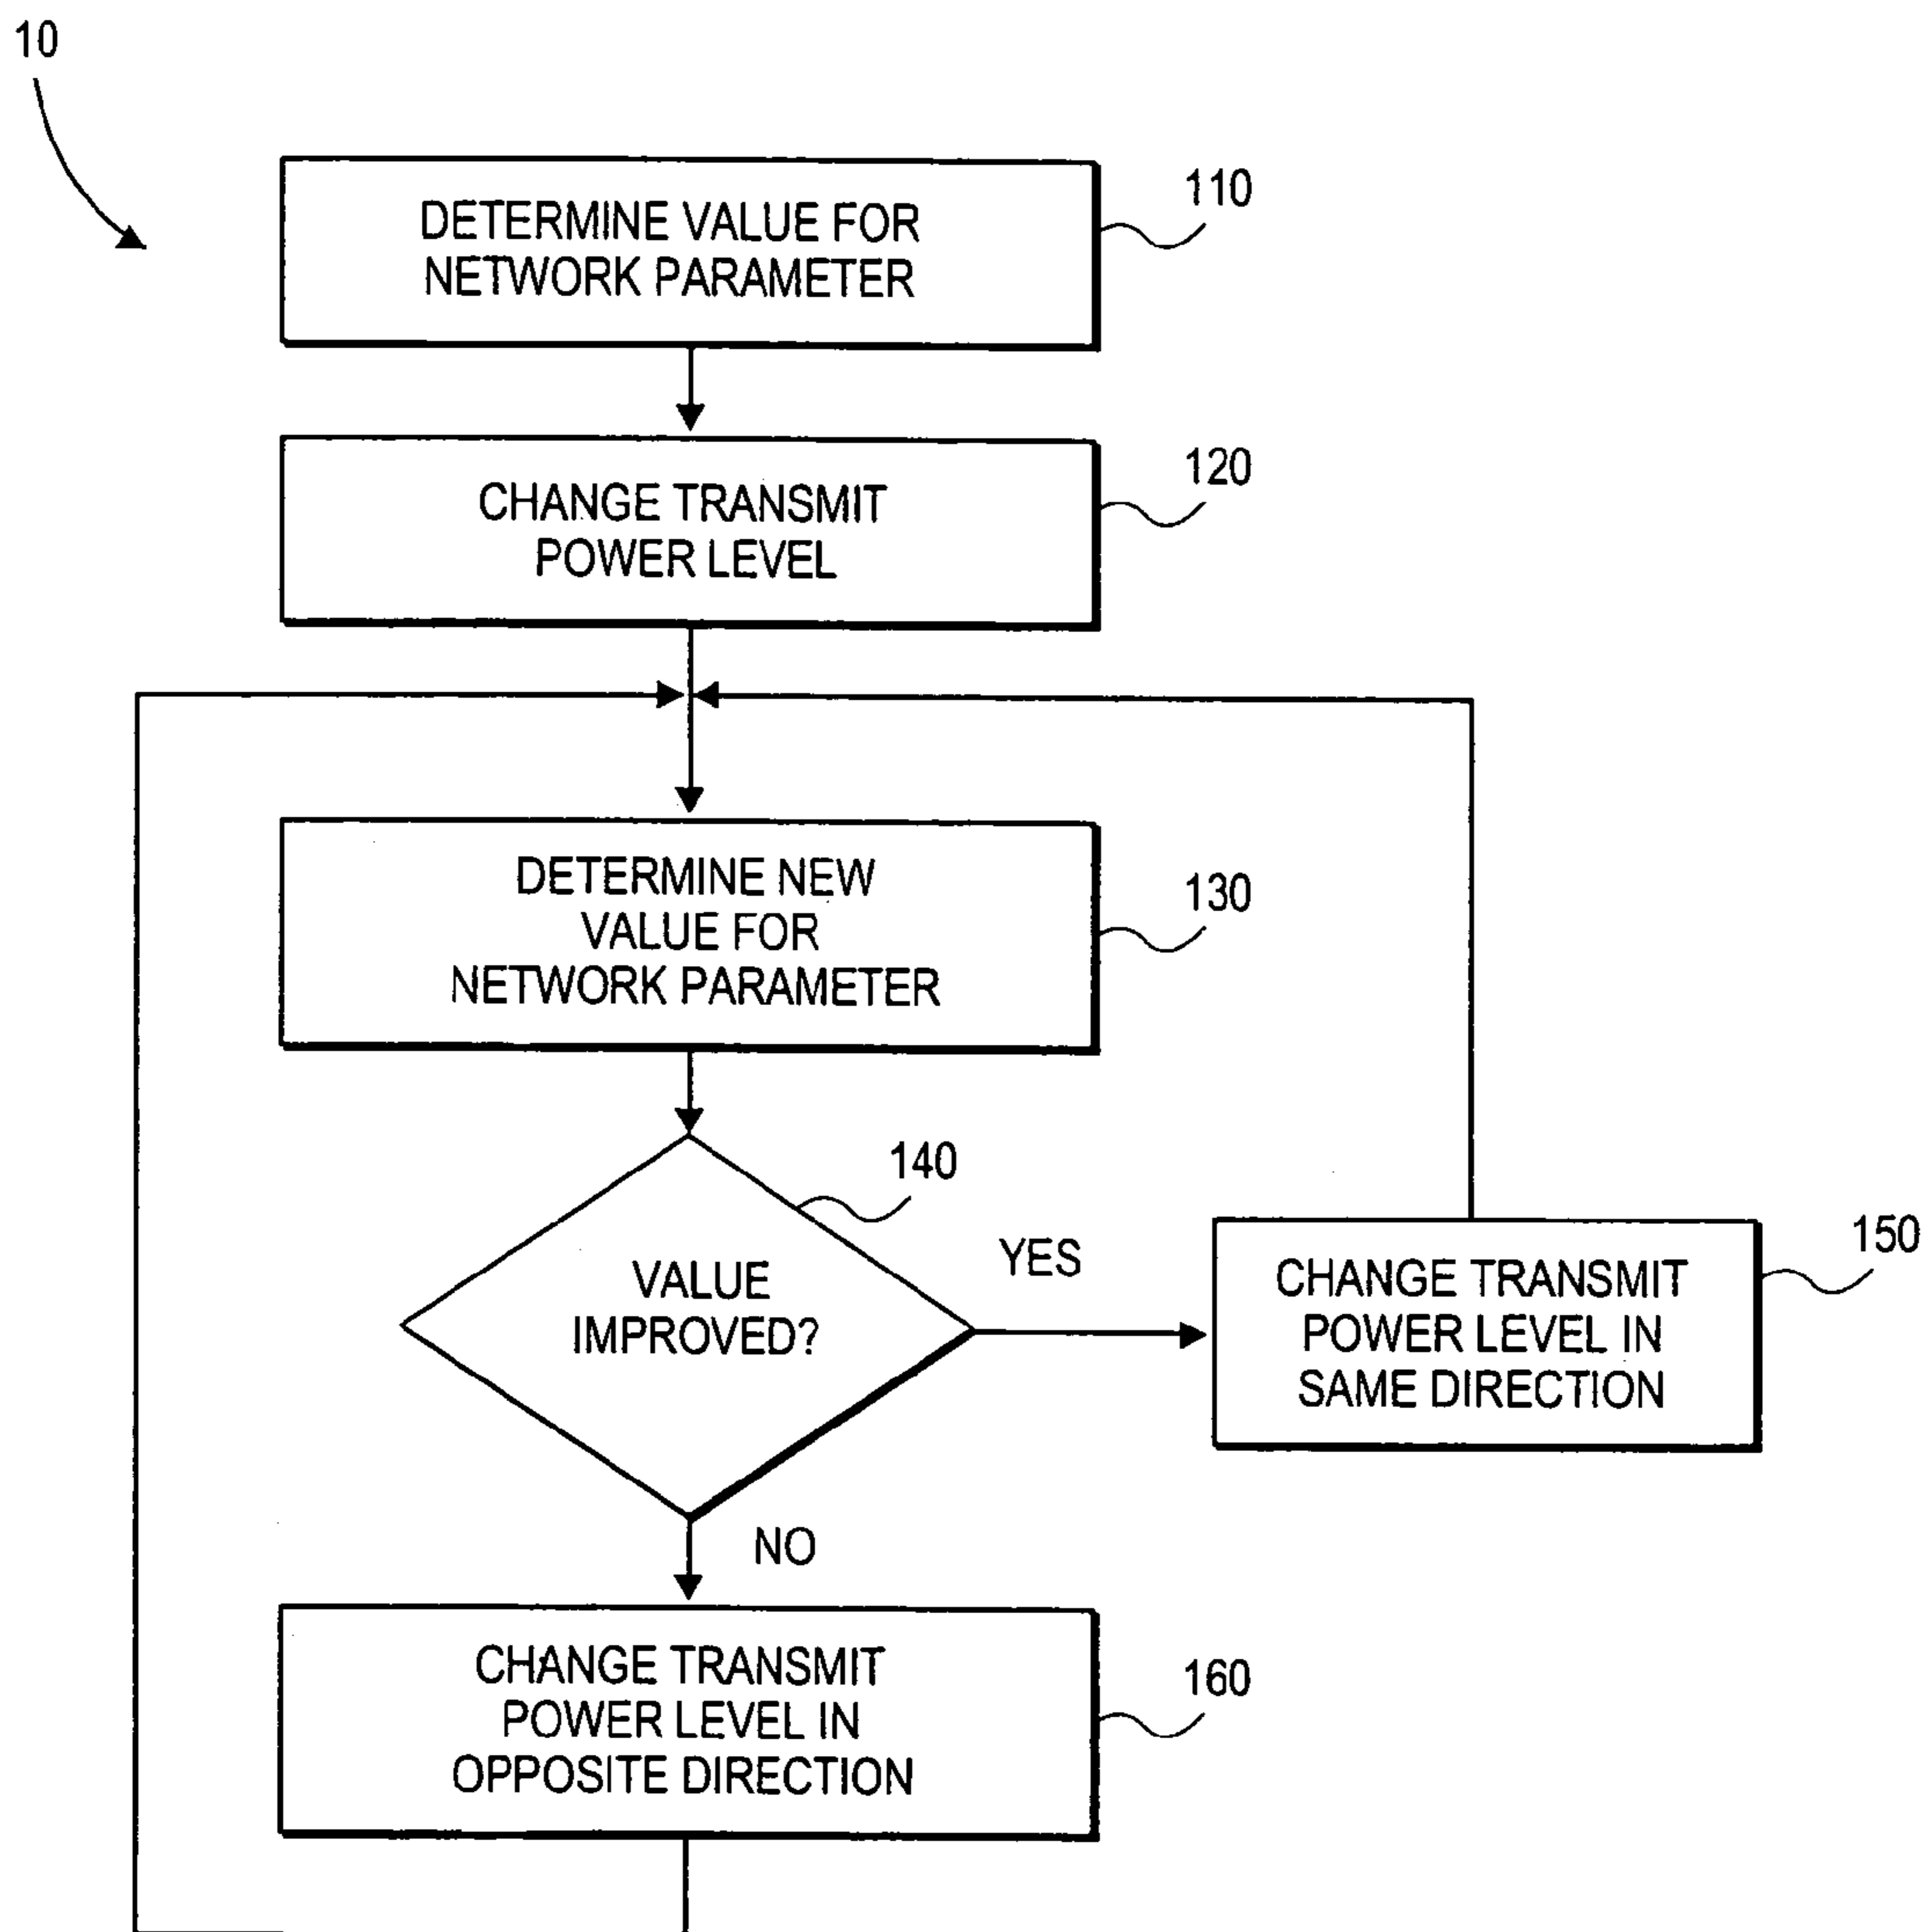 10
DETERMINE VALUE FOR
NETWORK PARAMETER
110
CHANGE TRANSMIT
POWER LEVEL
120
DETERMINE NEW
VALUE FOR
NETWORK PARAMETER
130
140
VALUE
IMPROVED?
YES
CHANGE TRANSMIT
POWER LEVEL IN
SAME DIRECTION
150
NO
CHANGE TRANSMIT
POWER LEVEL IN
OPPOSITE DIRECTION
160